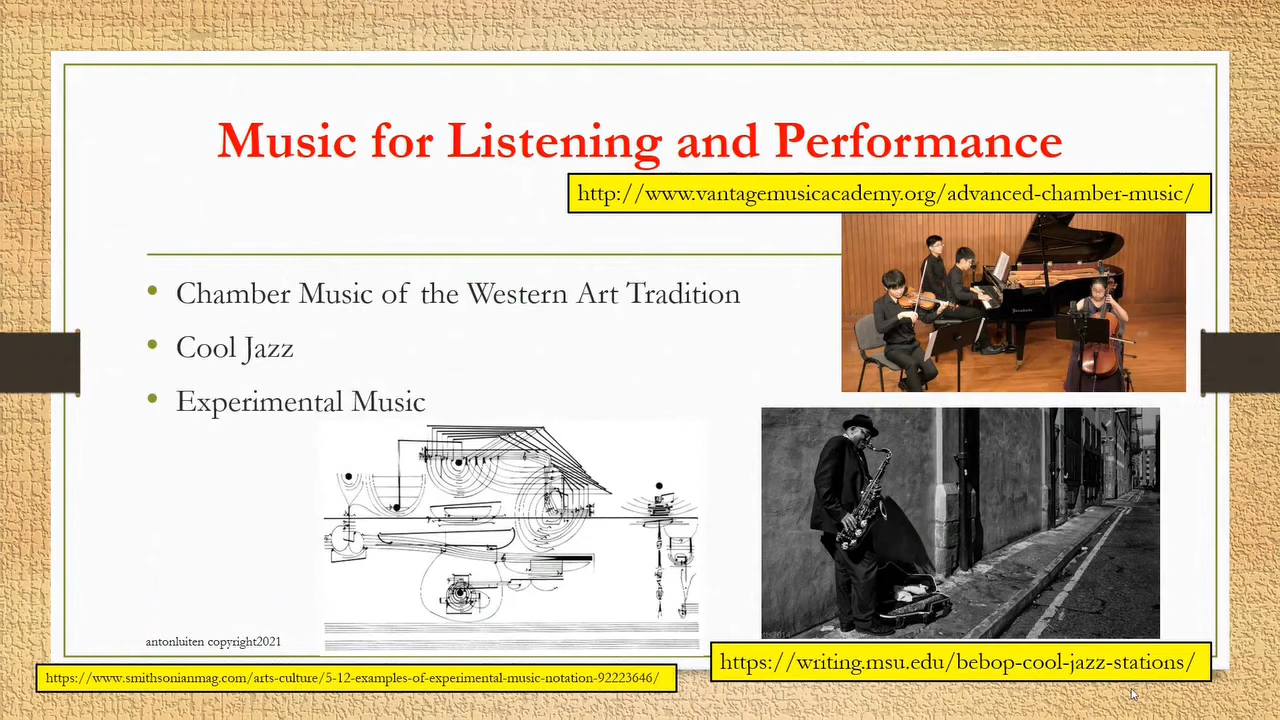 Music for Listening and Performance
http://www.vantagemusicacademy.org/advanced-chamber-music/
• Chamber Music of the Western Art Tradition
• Cool Jazz
• Experimental Music
antonluiten copyright2021
https://www.smithsonianmag.com/arts-culture/5-12-examples-of-experimental-music-notation-92223646/
https://writing.msu.edu/bebop-cool-jazz-stations/